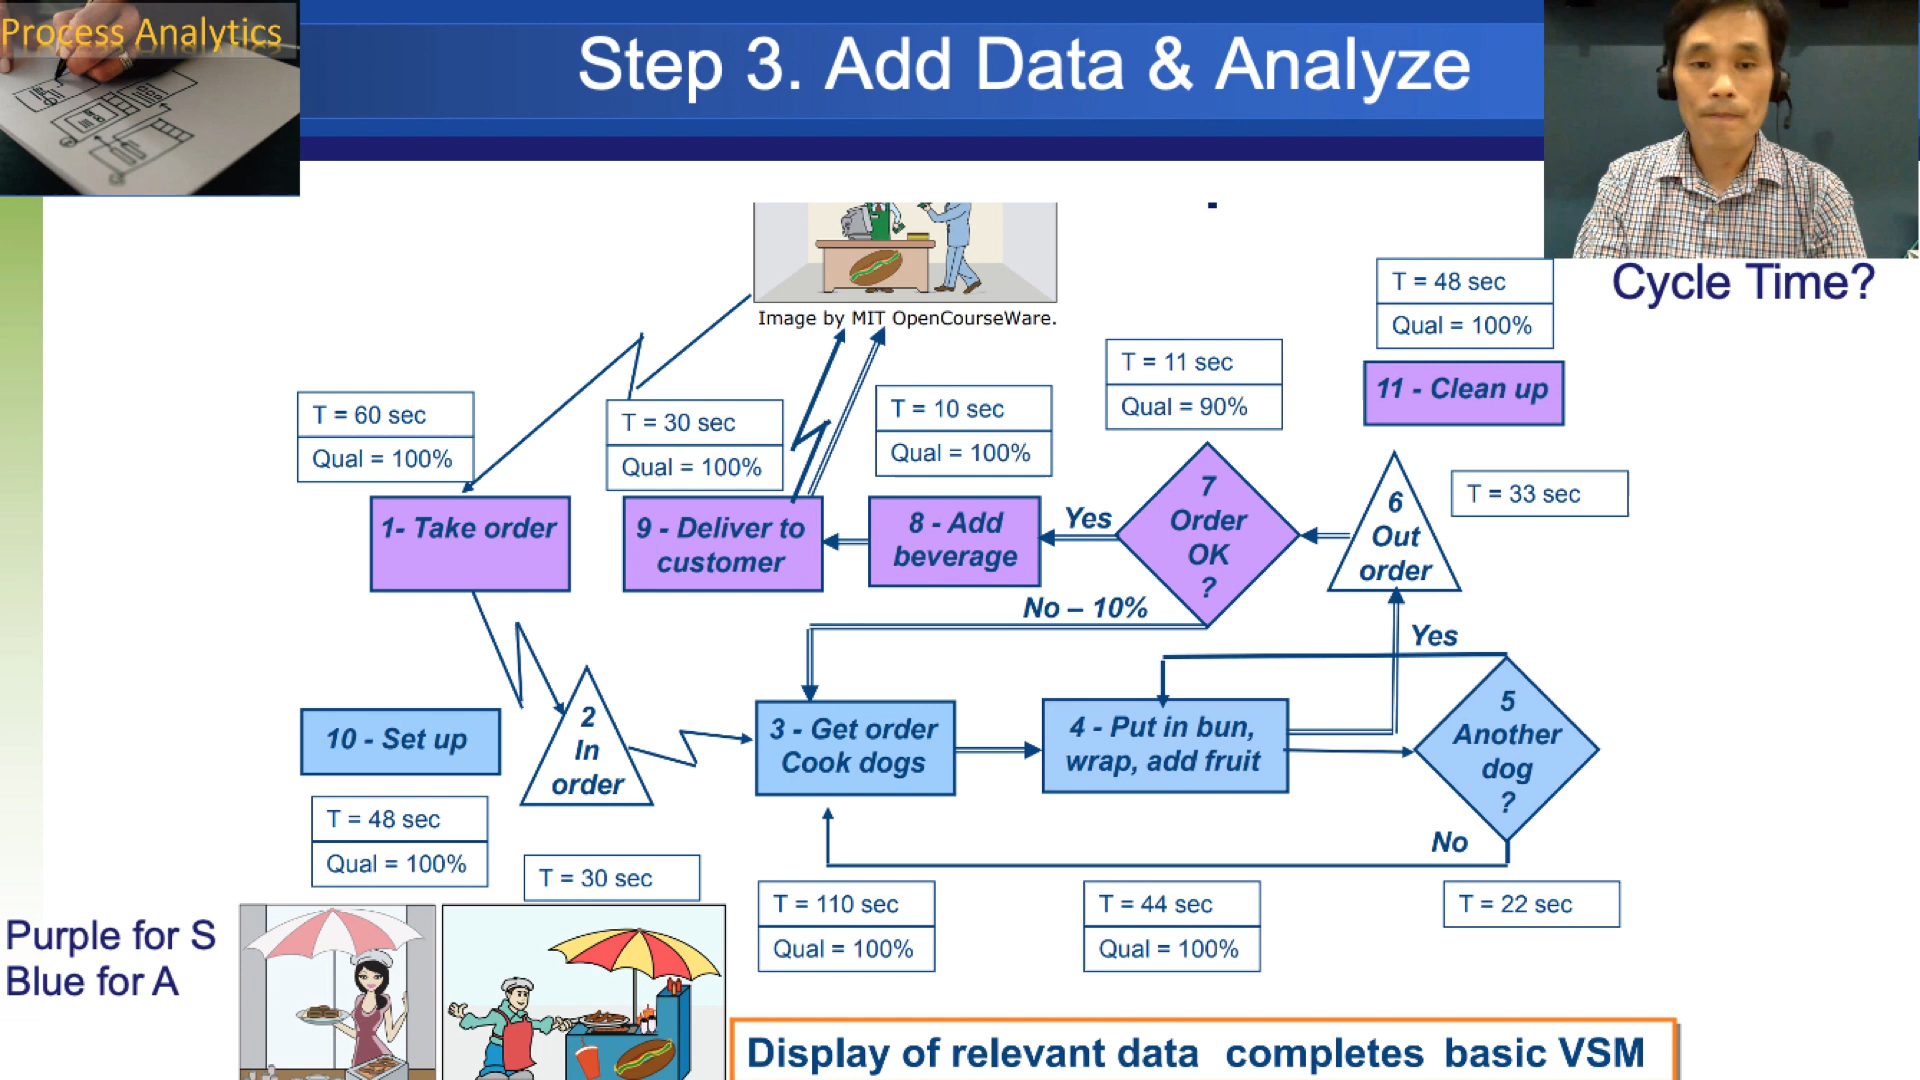 Process Analytics
Step 3. Add Data & Analyze
Cycle Time?
Image by MIT OpenCourseWare.
T = 48 sec
Qual = 100%
11 - Clean up
T = 11 sec
Qual = 90%
T = 10 sec
Qual = 100%
T = 30 sec
Qual = 100%
T = 60 sec
Qual = 100%
1- Take order
9 - Deliver to
customer
8 - Add
beverage
Yes
7
Order
OK
?
6
Out
order
T = 33 sec
No – 10%
Yes
10 - Set up
2
In
order
3 - Get order
Cook dogs
4 - Put in bun,
wrap, add fruit
5
Another
dog
?
No
T = 48 sec
Qual = 100%
T = 30 sec
T = 110 sec
Qual = 100%
T = 44 sec
Qual = 100%
T = 22 sec
Purple for S
Blue for A
Display of relevant data completes basic VSM